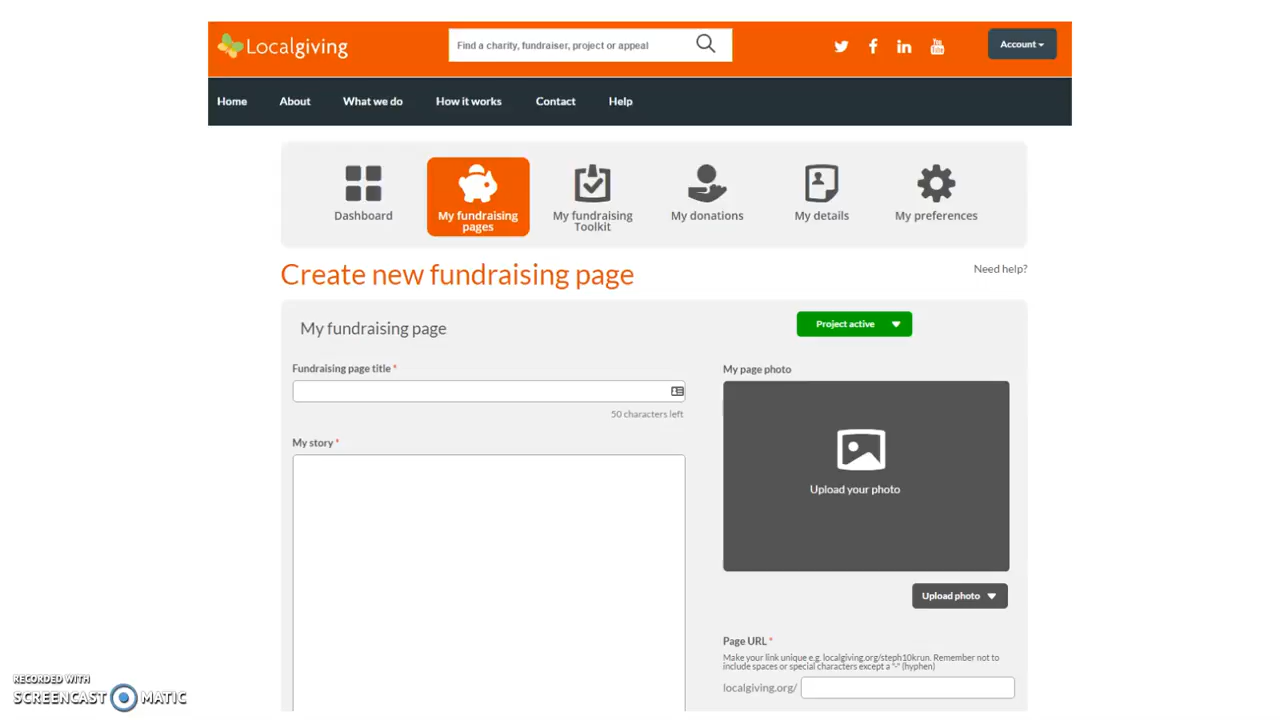 Localgiving
Find a charity, fundraiser, project or appeal
You
Tube
Account
Home About What we do How it works Contact Help
Dashboard
My fundraising
pages
My fundraising
Toolkit
My donations
My details
My preferences
Create new fundraising page
Need help?
My fundraising page
Project active
Fundraising page title *
50 characters left
My story *
My page photo
Upload your photo
Upload photo
Page URL *
Make your link unique e.g. localgiving.org/steph10krun. Remember not to
include spaces or special characters except a "-" (hyphen)
localgiving.org/
RECORDED WITH
SCREENCAST MATIC